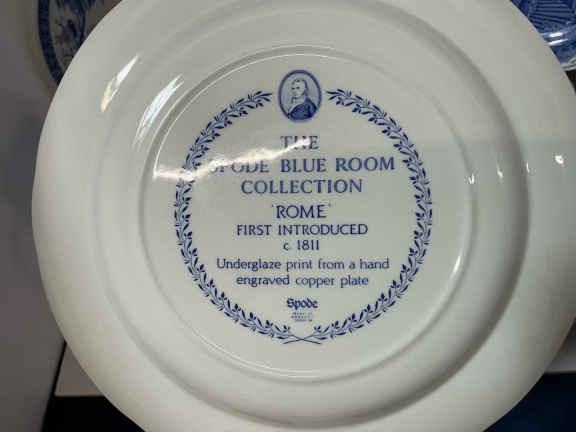 THE
SPODE BLUE ROOM
COLLECTION
'ROME'
FIRST INTRODUCED
c. 1811
Underglaze print from a hand
engraved copper plate
Spode